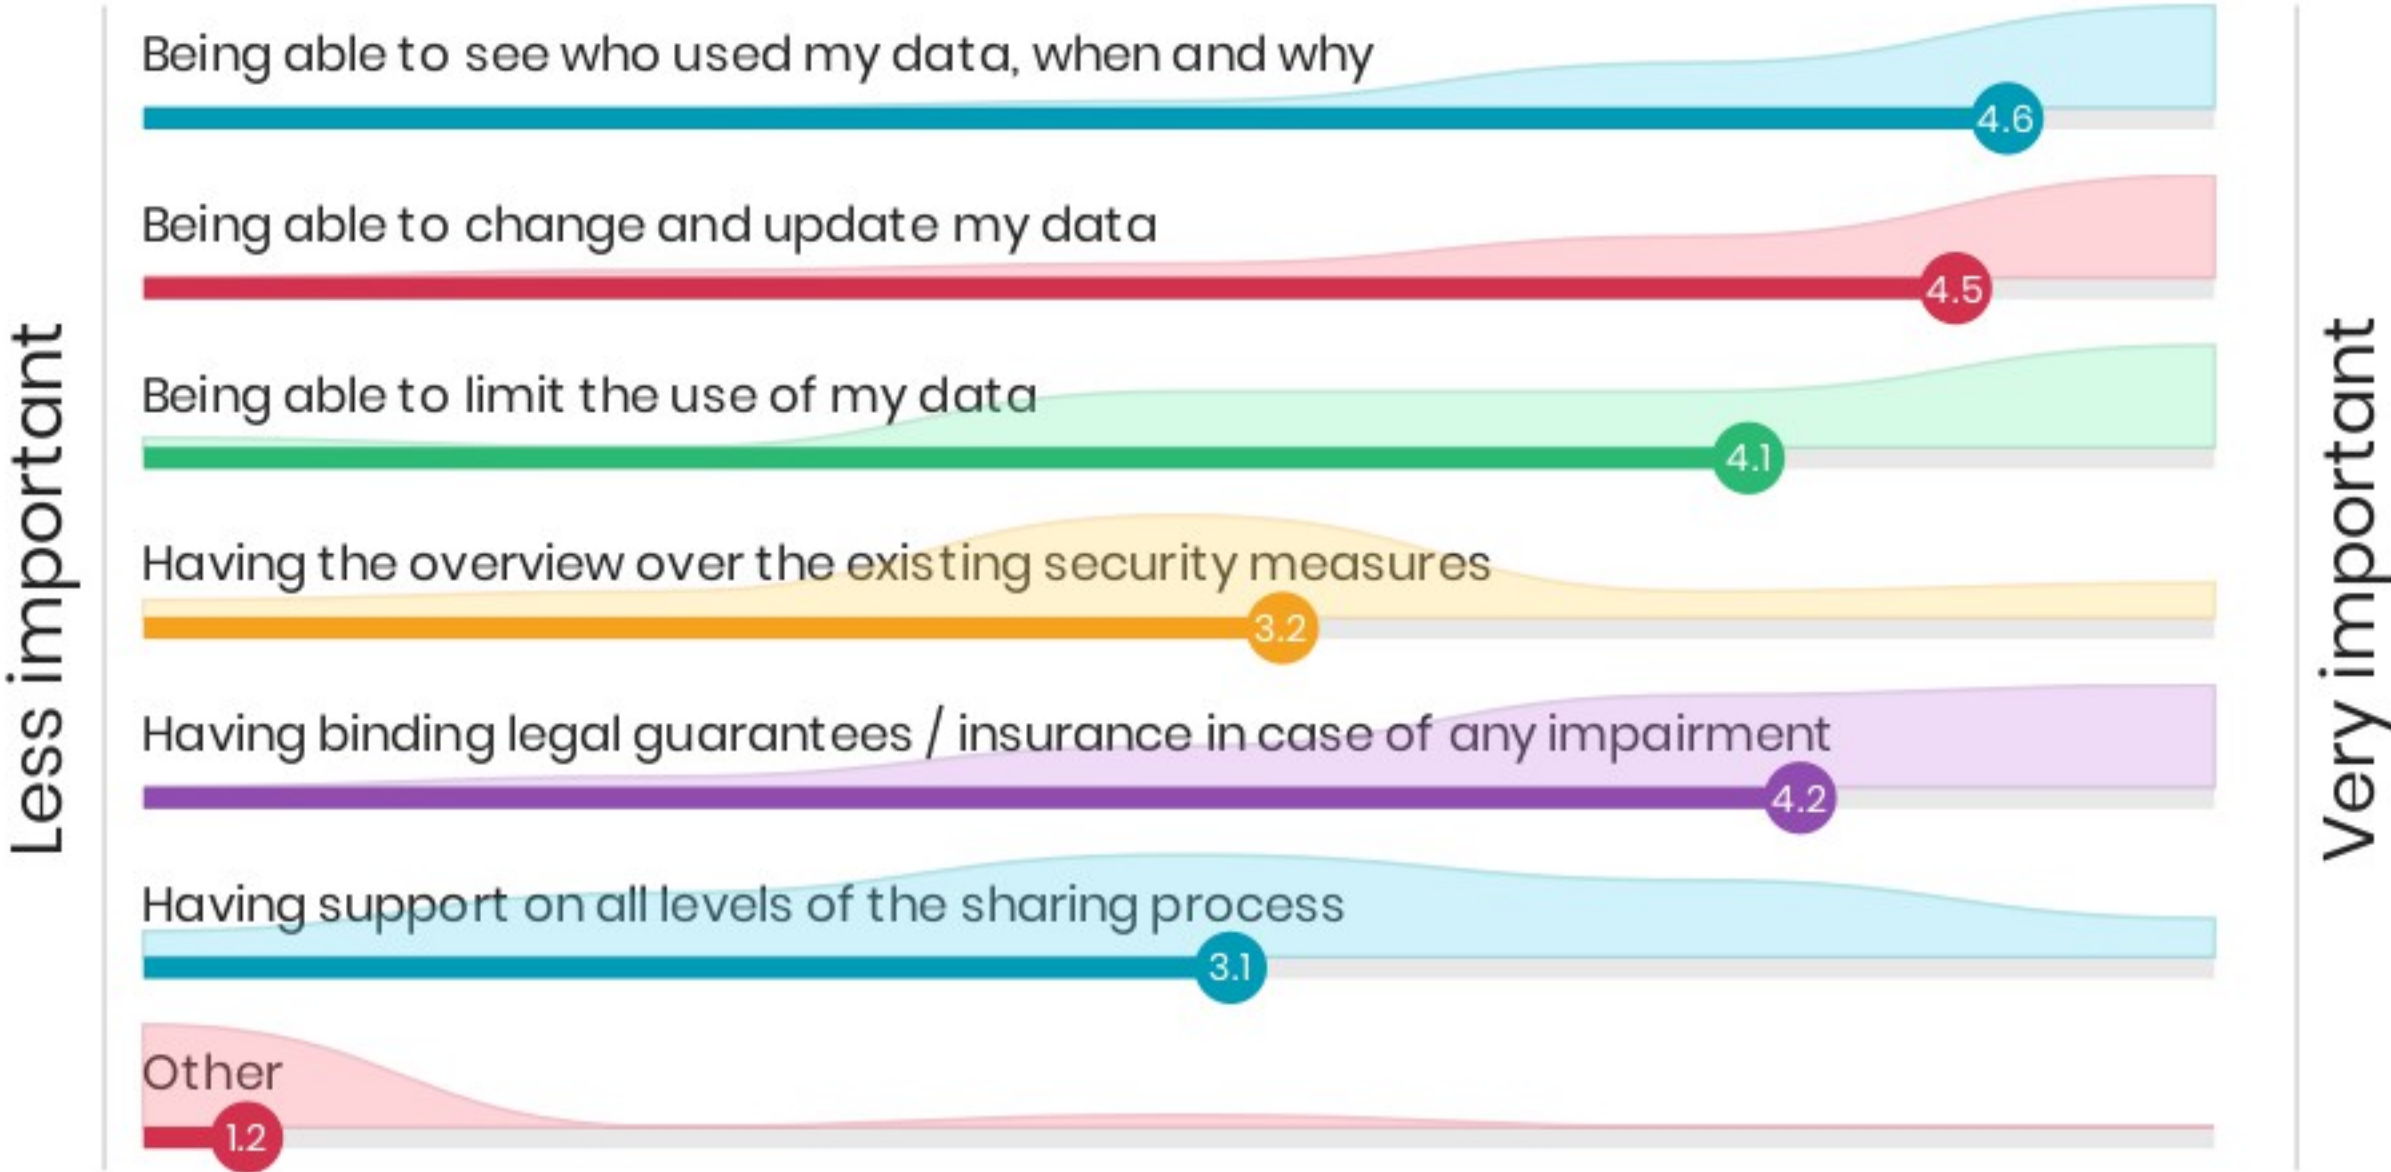 Less important
Being able to see who used my data, when and why
4.6
Being able to change and update my data
4.5
Being able to limit the use of my data
4.1
Having the overview over the existing security measures
3.2
Having binding legal guarantees / insurance in case of any impairment
4.2
Having support on all levels of the sharing process
3.1
Other
1.2
Very important